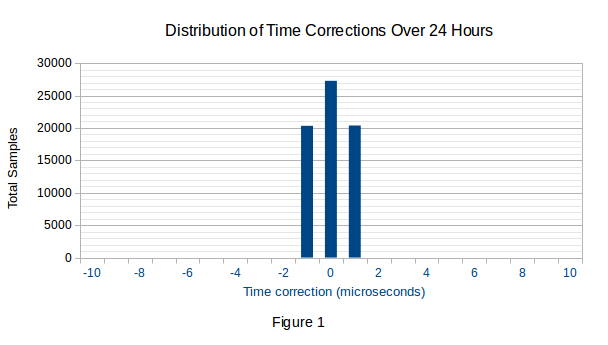 Distribution of Time Corrections Over 24 Hours
30000
25000
20000
15000
10000
5000
0
Total Samples
-10 -8 -6 -4 -2 0 2 4 6 8 10
Time correction (microseconds)
Figure 1